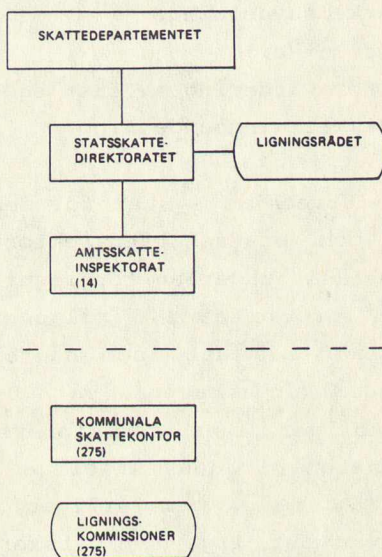 SKATTEDEPARTEMENTET
STATSSKATTE-
DIREKTORATET
LIGNINGSRÅDET
AMTSSKATTE-
INSPEKTORAT
(14)
KOMMUNALA
SKATTEKONTOR
(275)
LIGNINGS-
KOMMISSIONER
(275)